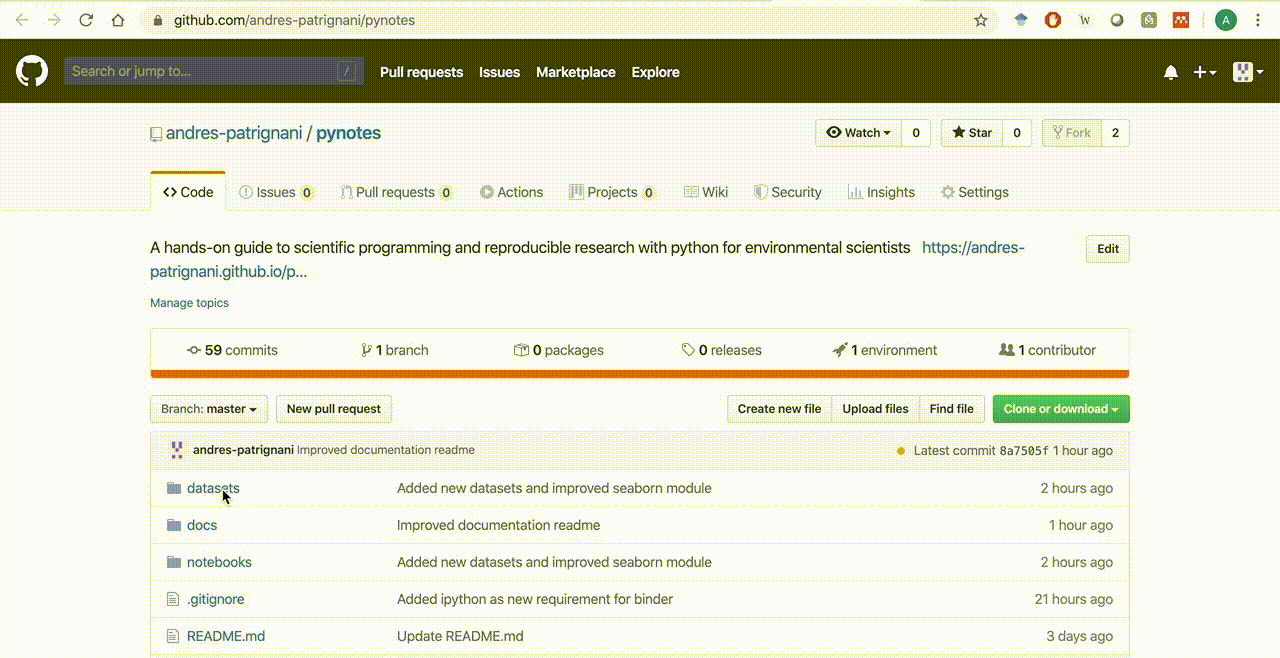 github.com/andres-patrignani/pynotes
W
A
Search or jump to... /
Pull requests Issues Marketplace Explore
andres-patrignani / pynotes
Watch 0 Star 0 Fork 2
Code Issues 0 Pull requests 0 Actions Projects 0 Wiki Security Insights Settings
A hands-on guide to scientific programming and reproducible research with python for environmental scientists https://andres-
patrignani.github.io/p...
Edit
Manage topics
59 commits 1 branch 0 packages 0 releases 1 environment 1 contributor
Branch: master New pull request Create new file Upload files Find file Clone or download
andres-patrignani Improved documentation readme Latest commit 8a7505f 1 hour ago
datasets Added new datasets and improved seaborn module 2 hours ago
docs Improved documentation readme 1 hour ago
notebooks Added new datasets and improved seaborn module 2 hours ago
.gitignore Added ipython as new requirement for binder 21 hours ago
README.md Update README.md 3 days ago